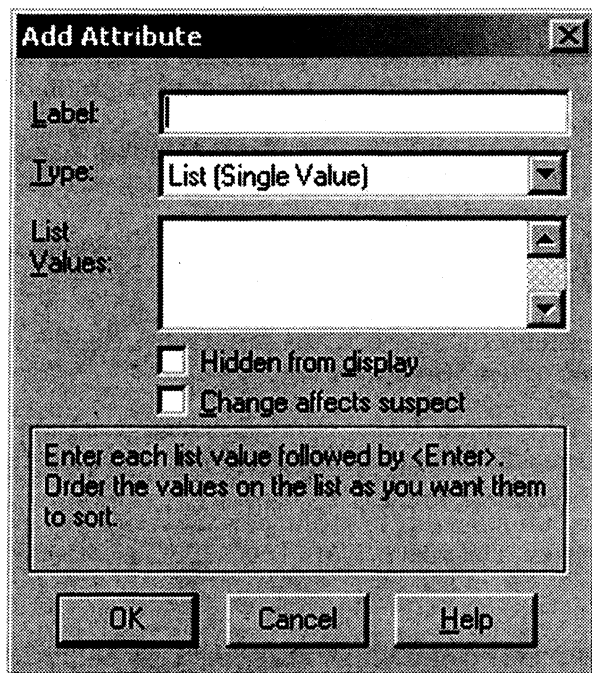 Add Attribute
Label:
Type:
List (Single Value)
List
Values:
Hidden from display
Change affects suspect
Enter each list value followed by <Enter>.
Order the values on the list as you want them
to sort.
OK
Cancel
Help